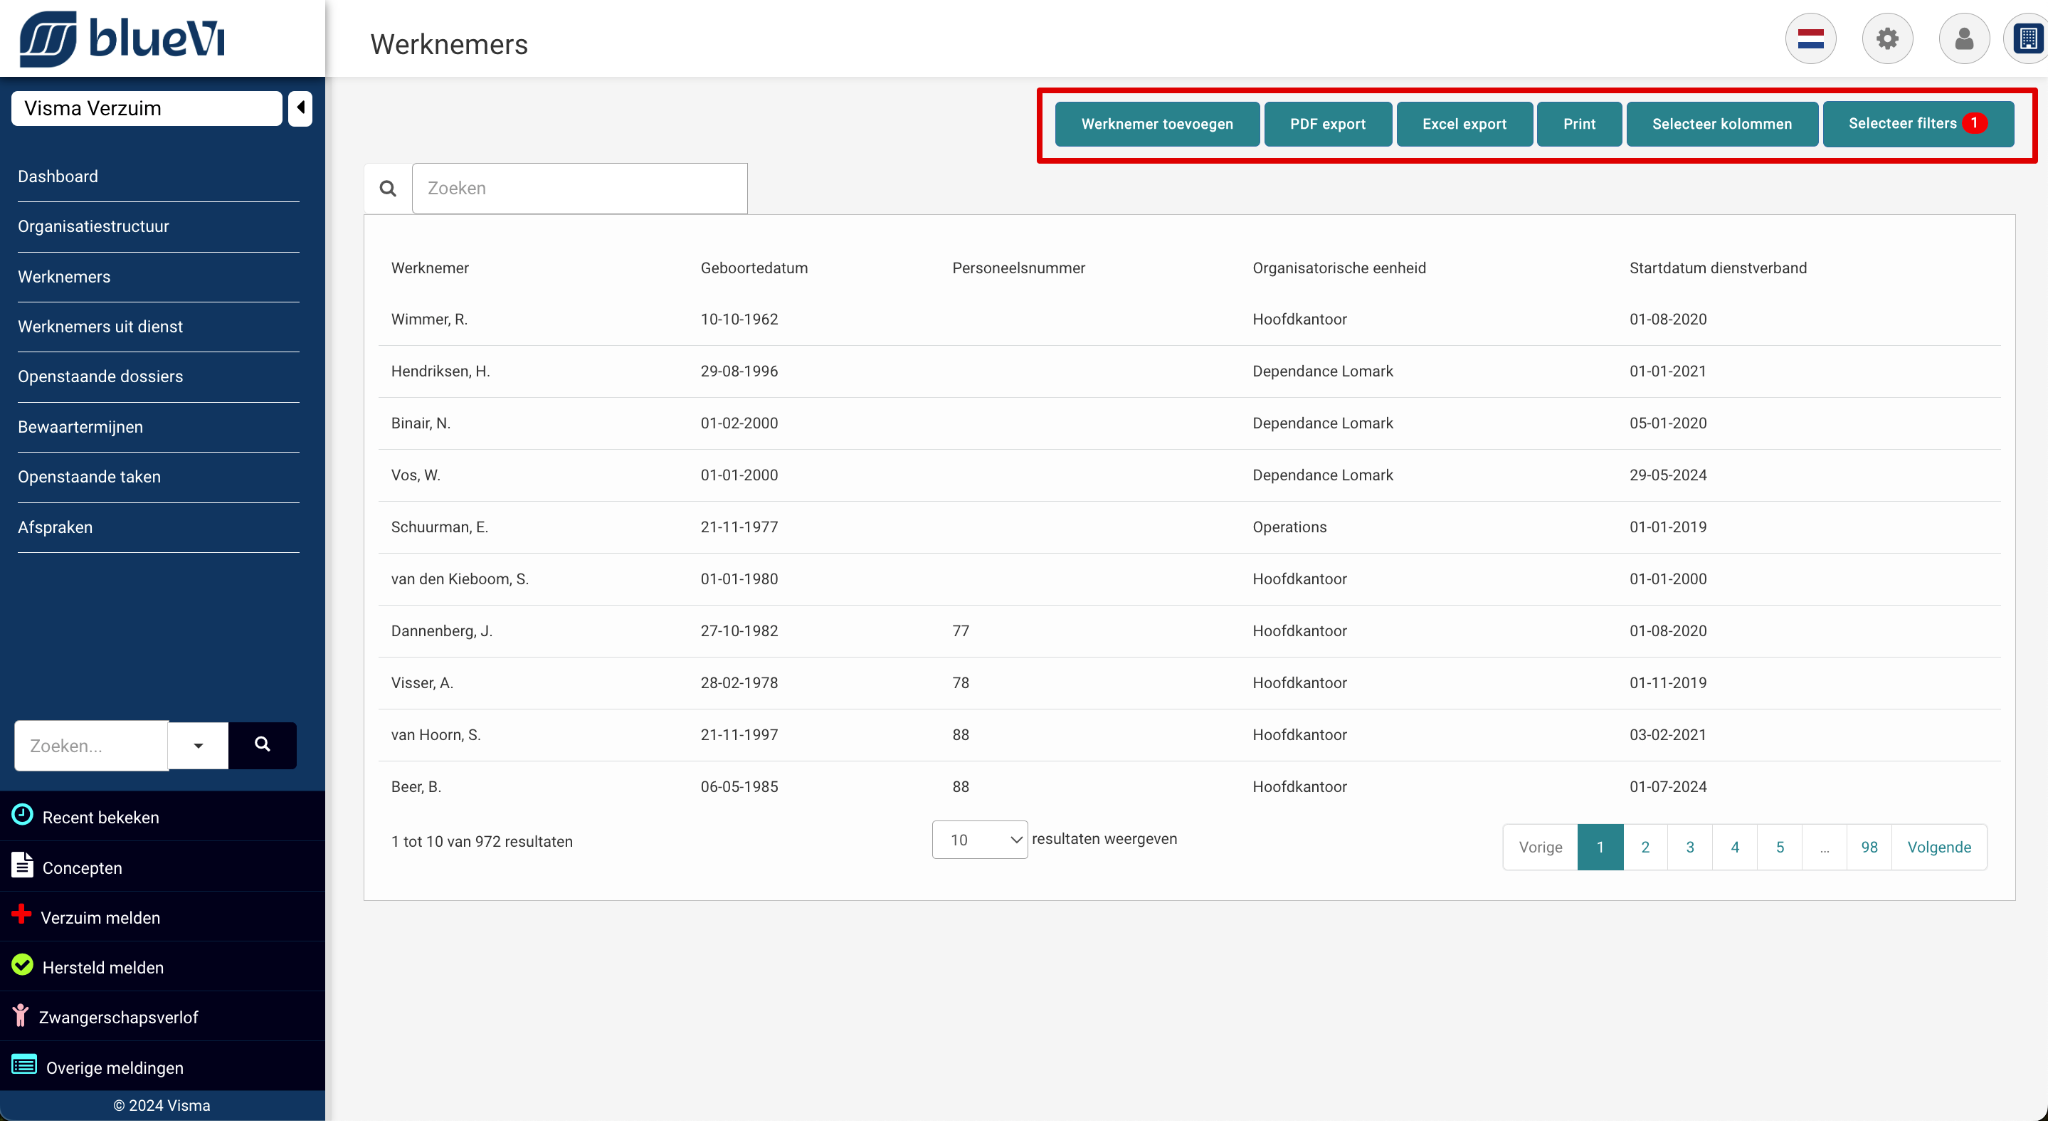 blueVi
Werknemers
Visma Verzuim
Dashboard
Organisatiestructuur
Werknemers
Werknemers uit dienst
Openstaande dossiers
Bewaartermijnen
Openstaande taken
Afspraken
Zoeken...
Recent bekeken
Concepten
Verzuim melden
Hersteld melden
Zwangerschapsverlof
Overige meldingen
© 2024 Visma
Werknemer toevoegen PDF export Excel export Print Selecteer kolommen Selecteer filters 1
Zoeken
Werknemer Geboortedatum Personeelsnummer Organisatorische eenheid Startdatum dienstverband
Wimmer, R. 10-10-1962 Hoofdkantoor 01-08-2020
Hendriksen, H. 29-08-1996 Dependance Lomark 01-01-2021
Binair, N. 01-02-2000 Dependance Lomark 05-01-2020
Vos, W. 01-01-2000 Dependance Lomark 29-05-2024
Schuurman, E. 21-11-1977 Operations 01-01-2019
van den Kieboom, S. 01-01-1980 Hoofdkantoor 01-01-2000
Dannenberg, J. 27-10-1982 77 Hoofdkantoor 01-08-2020
Visser, A. 28-02-1978 78 Hoofdkantoor 01-11-2019
van Hoorn, S. 21-11-1997 88 Hoofdkantoor 03-02-2021
Beer, B. 06-05-1985 88 Hoofdkantoor 01-07-2024
1 tot 10 van 972 resultaten 10 resultaten weergeven Vorige 1 2 3 4 5 ... 98 Volgende